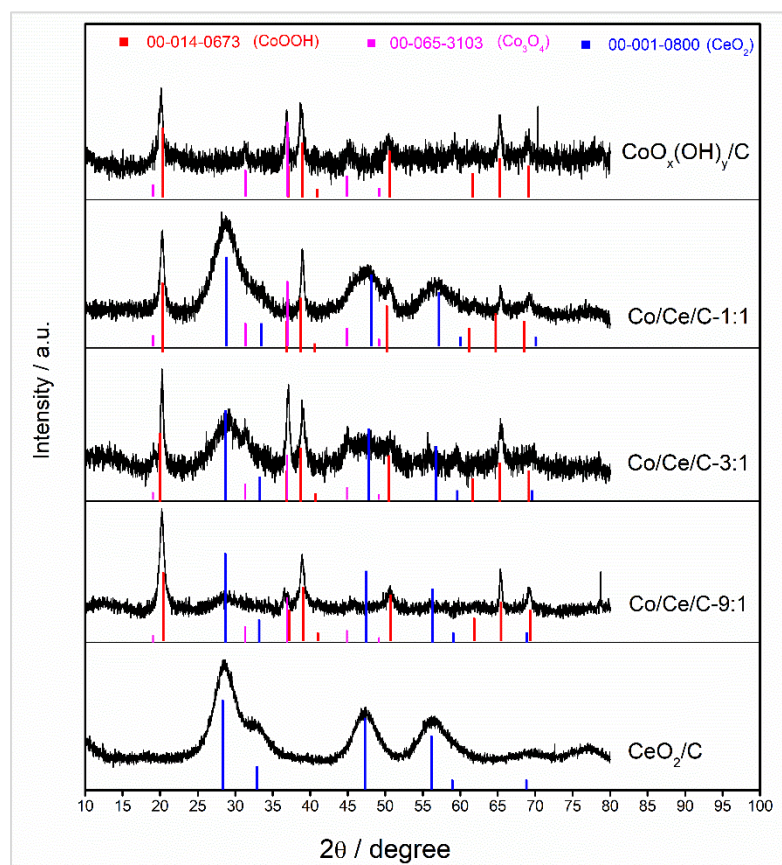 00-014-0673 (CoOOH)
00-065-3103 (Co₃O₄)
00-001-0800 (CeO₂)
CoOₓ(OH)ᵧ/C
Co/Ce/C-1:1
Co/Ce/C-3:1
Co/Ce/C-9:1
CeO₂/C
Intensity / a.u.
10 15 20 25 30 35 40 45 50 55 60 65 70 75 80 85 90 95 100
2θ / degree